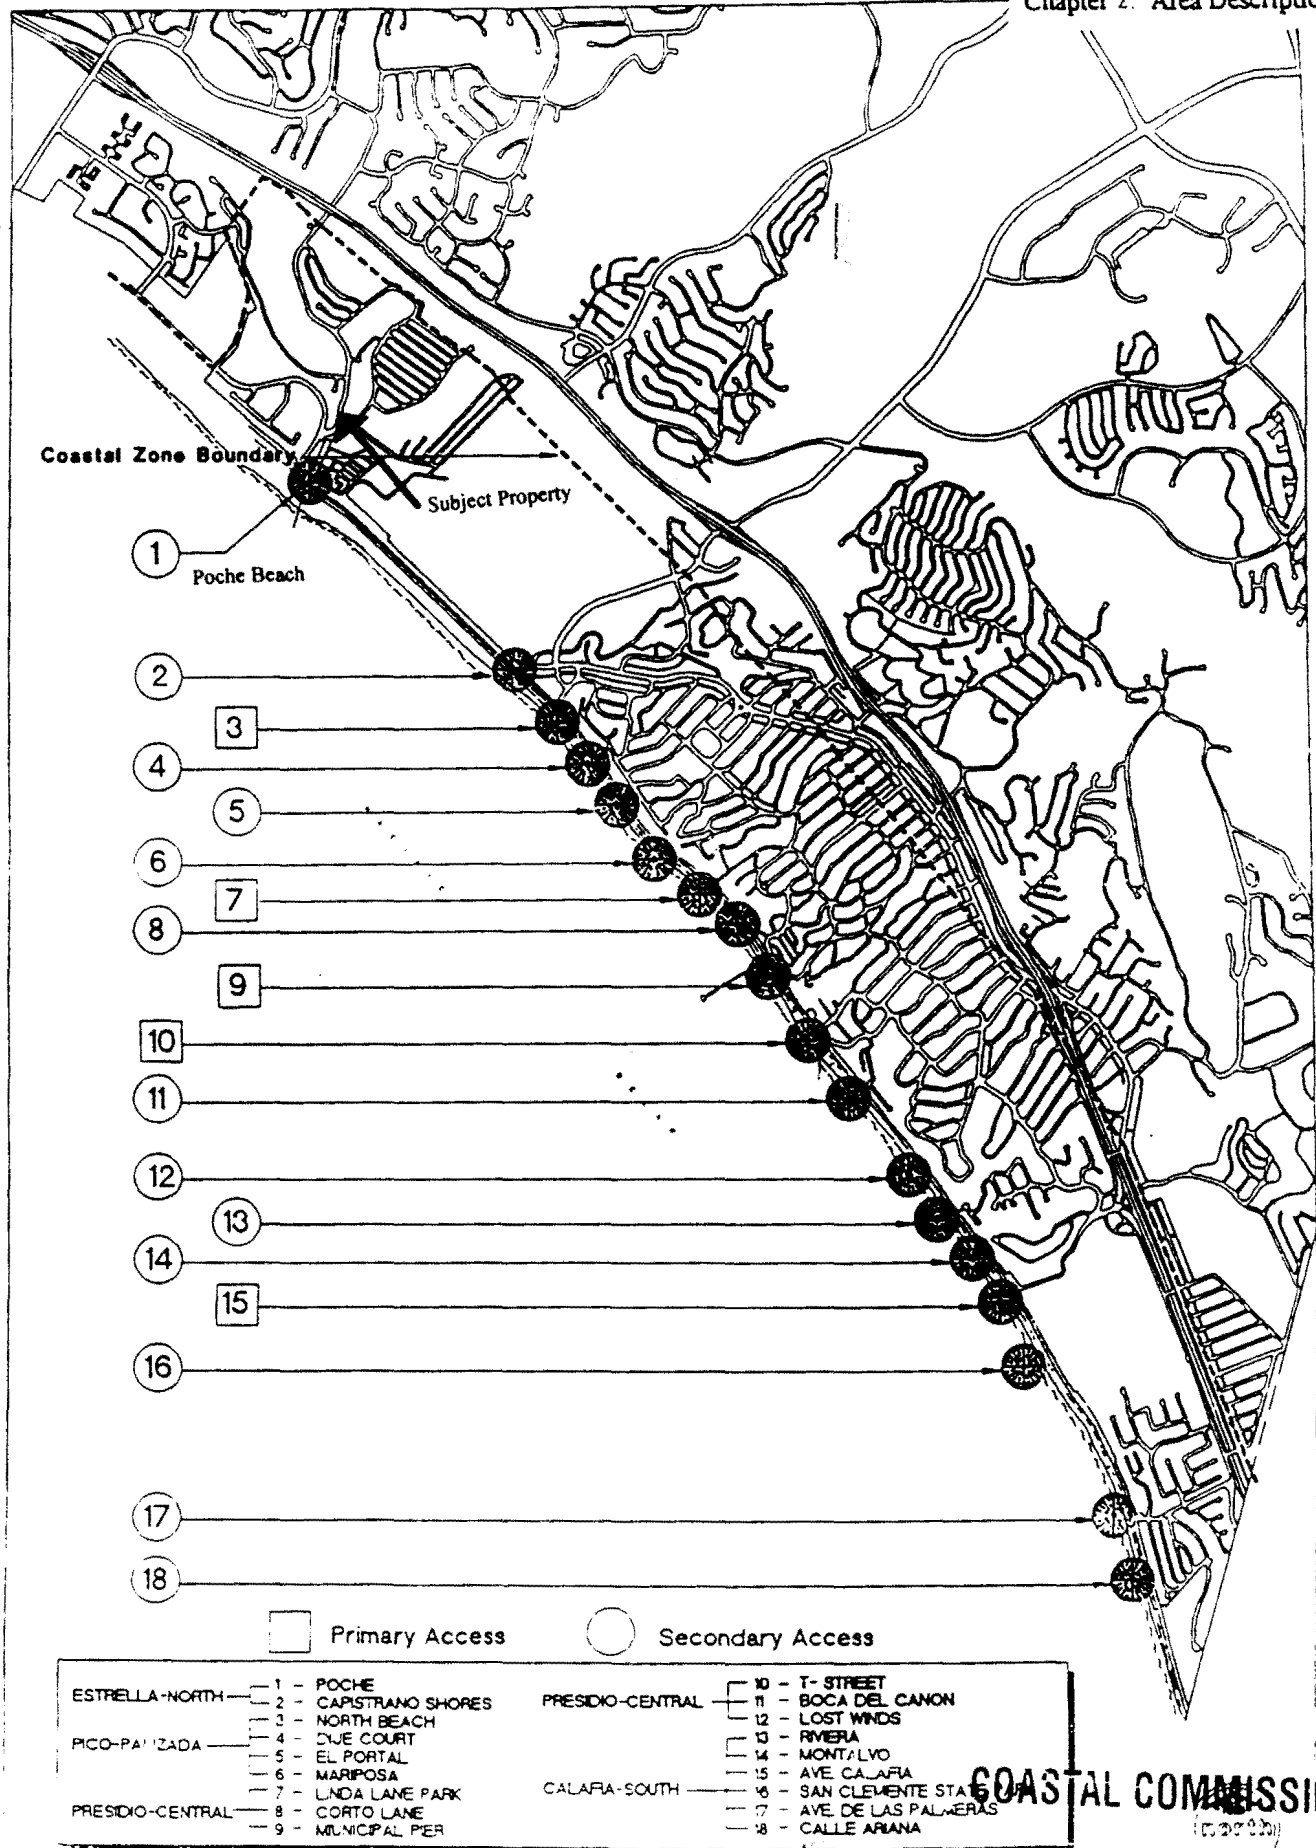 Chapter 2: Area Descriptio
Coastal Zone Boundary
Subject Property
1
Poche Beach
2
3
4
5
6
7
8
9
10
11
12
13
14
15
16
17
18
Primary Access
Secondary Access
ESTRELLA-NORTH
1 - POCHE
2 - CAPISTRANO SHORES
3 - NORTH BEACH
PICO-PALIZADA
4 - DIJE COURT
5 - EL PORTAL
6 - MARIPOSA
7 - LINDA LANE PARK
PRESIDIO-CENTRAL
8 - CORTO LANE
9 - MUNICIPAL PIER
PRESIDIO-CENTRAL
10 - T- STREET
11 - BOCA DEL CANON
12 - LOST WINDS
13 - RIVIERA
14 - MONTALVO
15 - AVE CALAFIA
CALAFIA-SOUTH
16 - SAN CLEMENTE STATE
17 - AVE. DE LAS PALMERAS
18 - CALLE ARIANA
COASTAL COMMISSI
(north)